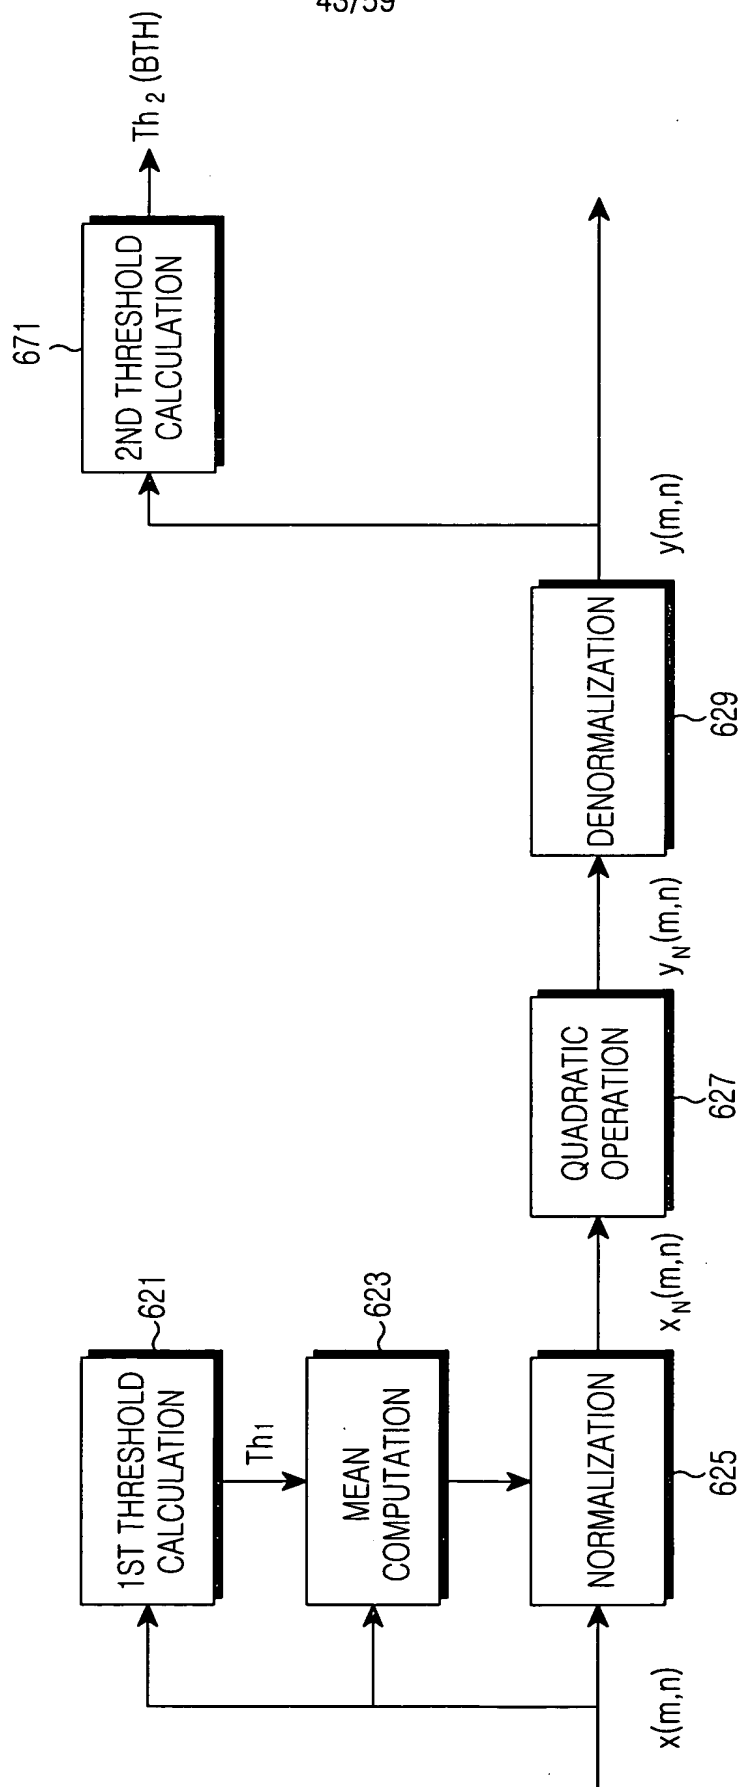 43/59
621
1ST THRESHOLD
CALCULATION
Th1
623
MEAN
COMPUTATION
x(m,n)
NORMALIZATION
625
xN(m,n)
QUADRATIC
OPERATION
627
yN(m,n)
DENORMALIZATION
629
y(m,n)
671
2ND THRESHOLD
CALCULATION
Th2 (BTH)